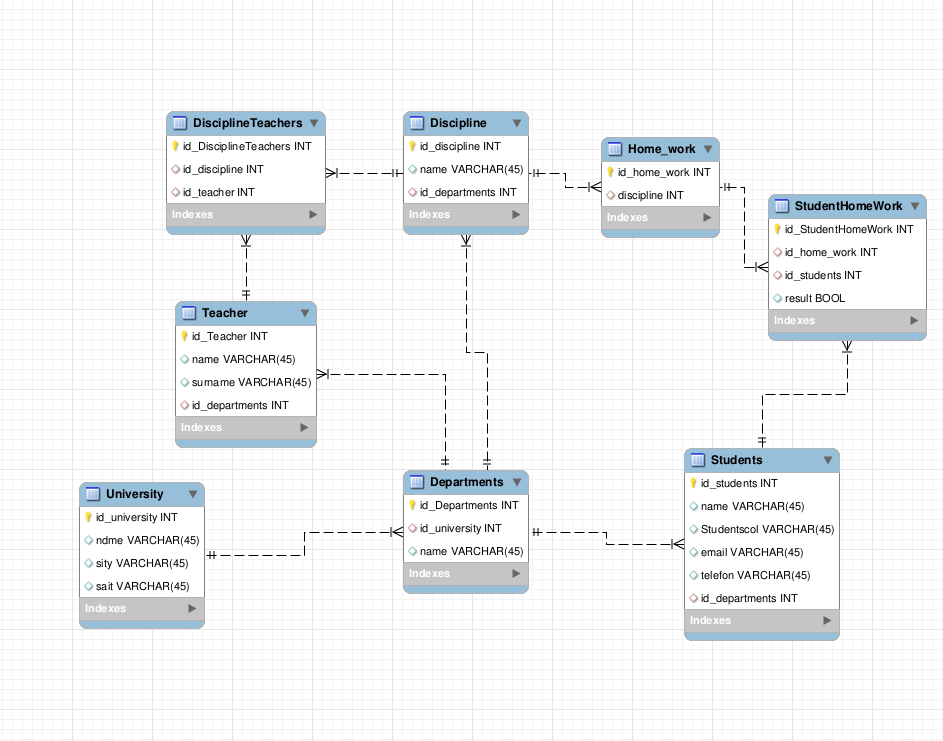 DisciplineTeachers
id_DisciplineTeachers INT
id_discipline INT
id_teacher INT
Indexes
Discipline
id_discipline INT
name VARCHAR(45)
id_departments INT
Indexes
Home_work
id_home_work INT
discipline INT
Indexes
StudentHomeWork
id_StudentHomeWork INT
id_home_work INT
id_students INT
result BOOL
Indexes
Teacher
id_Teacher INT
name VARCHAR(45)
surname VARCHAR(45)
id_departments INT
Indexes
University
id_university INT
ndme VARCHAR(45)
sity VARCHAR(45)
sait VARCHAR(45)
Indexes
Departments
id_Departments INT
id_university INT
name VARCHAR(45)
Indexes
Students
id_students INT
name VARCHAR(45)
Studentscol VARCHAR(45)
email VARCHAR(45)
telefon VARCHAR(45)
id_departments INT
Indexes